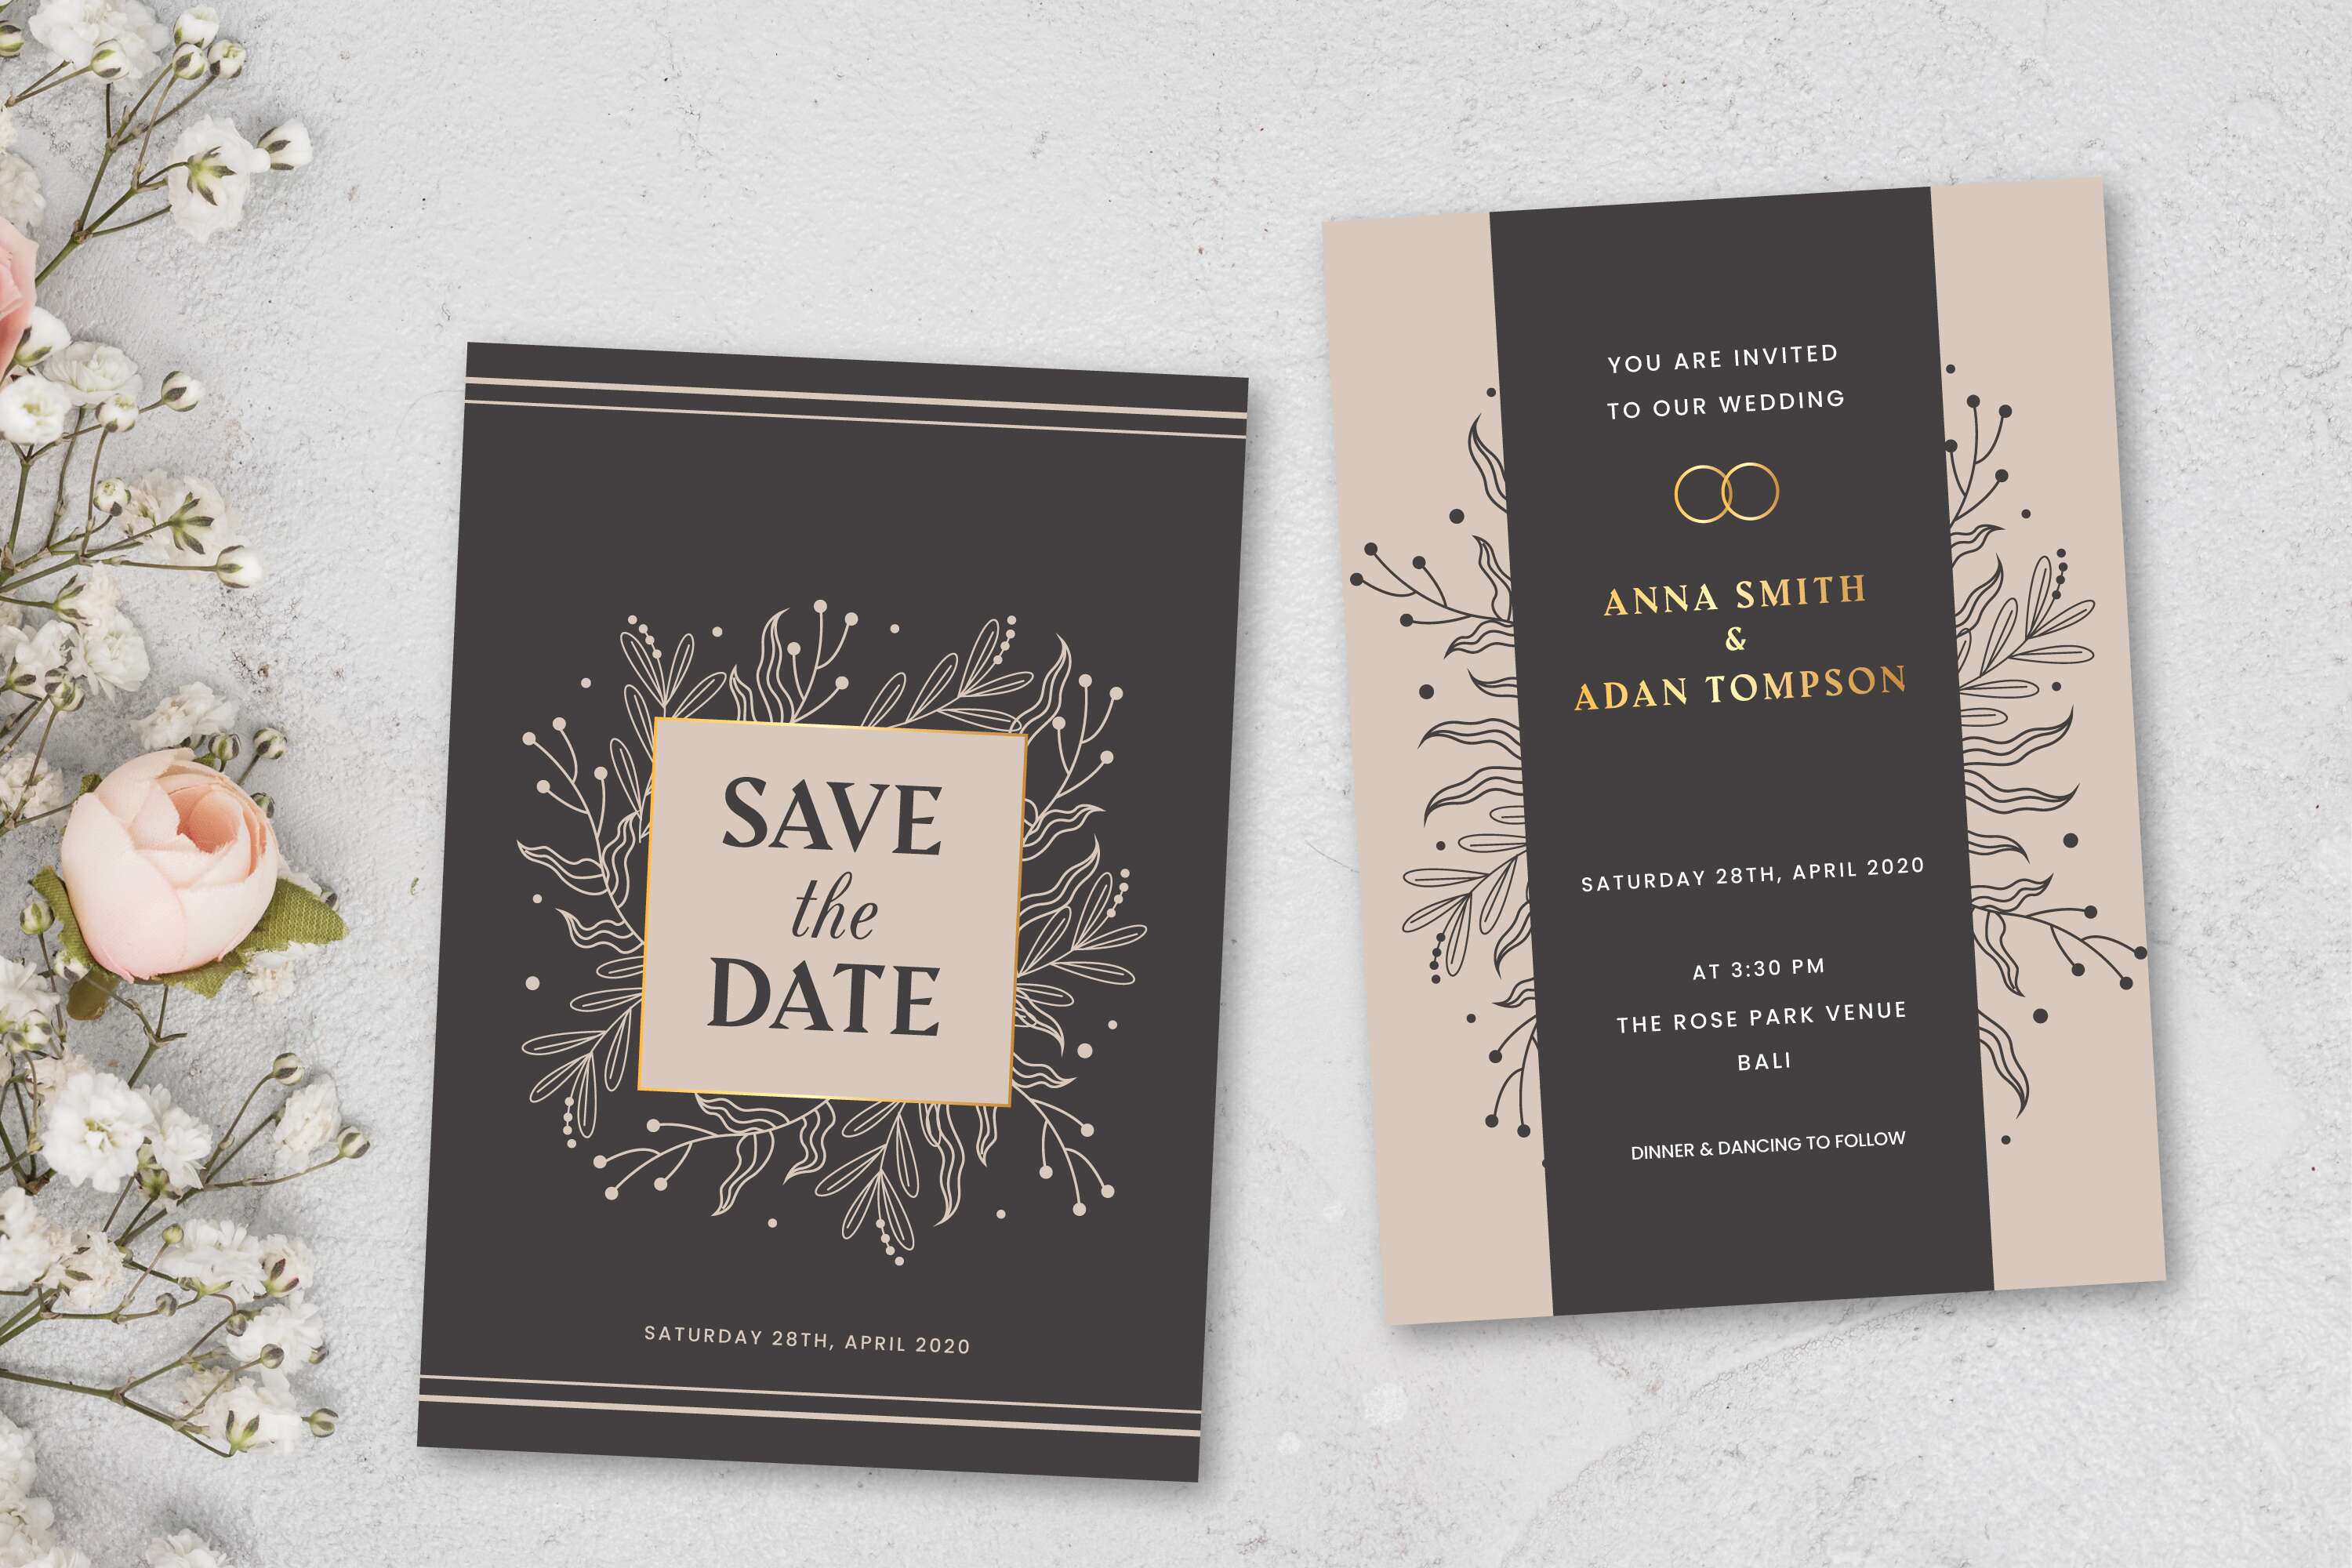 SAVE
the
DATE
SATURDAY 28TH, APRIL 2020
YOU ARE INVITED
TO OUR WEDDING
ANNA SMITH
&
ADAN TOMPSON
SATURDAY 28TH, APRIL 2020
AT 3:30 PM
THE ROSE PARK VENUE
BALI
DINNER & DANCING TO FOLLOW